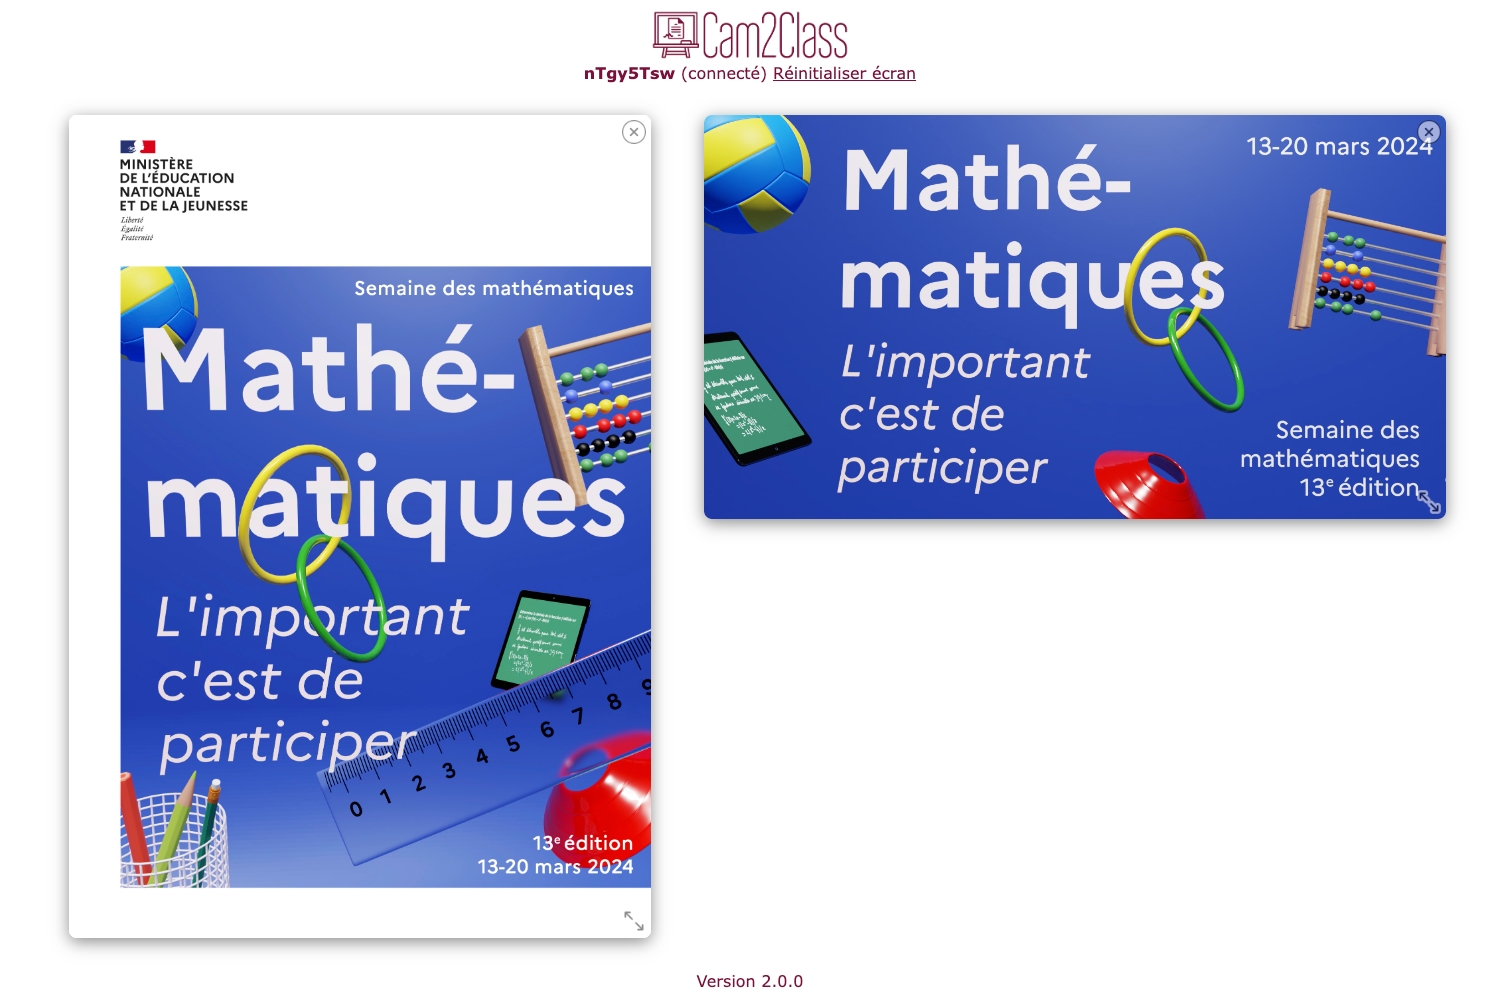 Cam2Class
nTgy5Tsw (connecté) Réinitialiser écran
MINISTÈRE
DE L'ÉDUCATION
NATIONALE
ET DE LA JEUNESSE
Liberté
Égalité
Fraternité
Semaine des mathématiques
Mathé-
matiques
L'important
c'est de
participer
0 1 2 3 4 5 6 7 8 9
13e édition
13-20 mars 2024
13-20 mars 2024
Mathé-
matiques
L'important
c'est de
participer
Semaine des
mathématiques
13e édition
Version 2.0.0